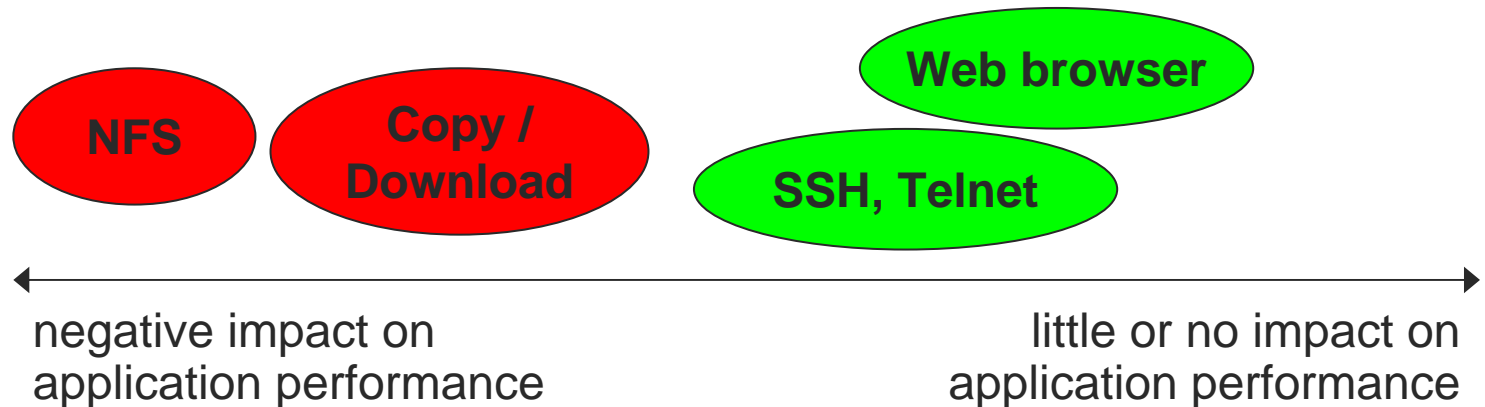 Web browser
NFS
Copy /
Download
SSH, Telnet
negative impact on
application performance
little or no impact on
application performance